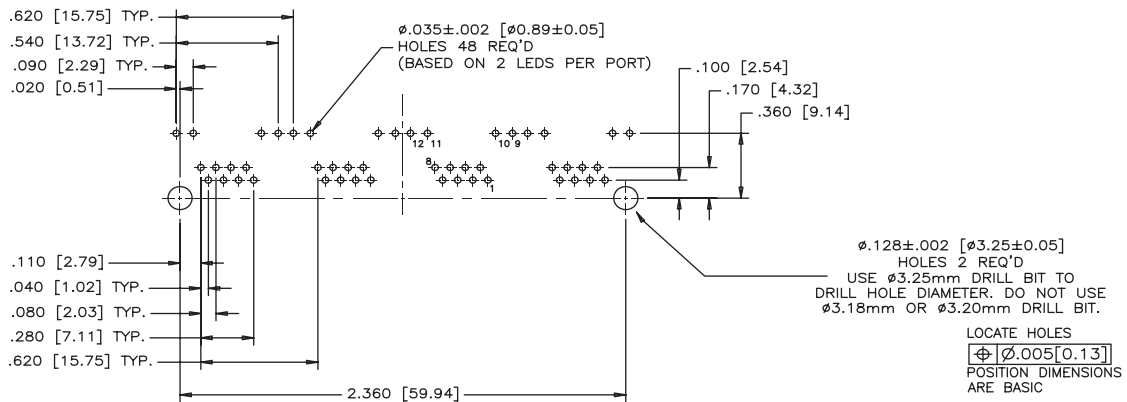 .620 [15.75] TYP.
.540 [13.72] TYP.
.090 [2.29] TYP.
.020 [0.51]
ø.035±.002 [ø0.89±0.05]
HOLES 48 REQ'D
(BASED ON 2 LEDS PER PORT)
.100 [2.54]
.170 [4.32]
.360 [9.14]
12 11
10 9
8
1
.110 [2.79]
.040 [1.02] TYP.
.080 [2.03] TYP.
.280 [7.11] TYP.
.620 [15.75] TYP.
2.360 [59.94]
ø.128±.002 [ø3.25±0.05]
HOLES 2 REQ'D
USE ø3.25mm DRILL BIT TO
DRILL HOLE DIAMETER. DO NOT USE
ø3.18mm OR ø3.20mm DRILL BIT.
LOCATE HOLES
⌖ ø.005[0.13]
POSITION DIMENSIONS
ARE BASIC